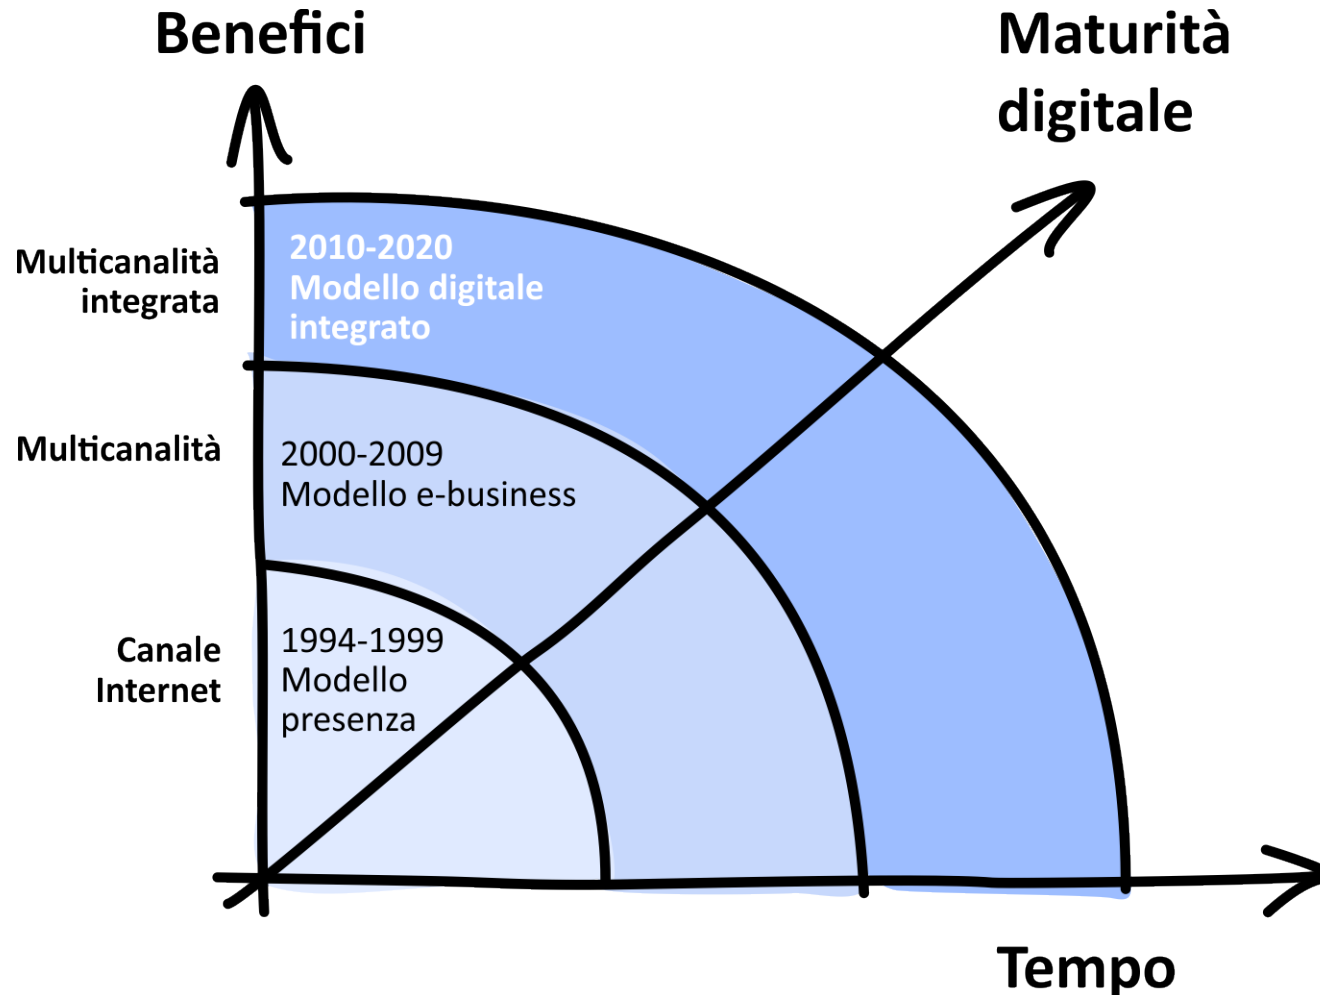 Benefici
Maturità
digitale
Multicanalità
integrata
2010-2020
Modello digitale
integrato
Multicanalità
2000-2009
Modello e-business
Canale
Internet
1994-1999
Modello
presenza
Tempo